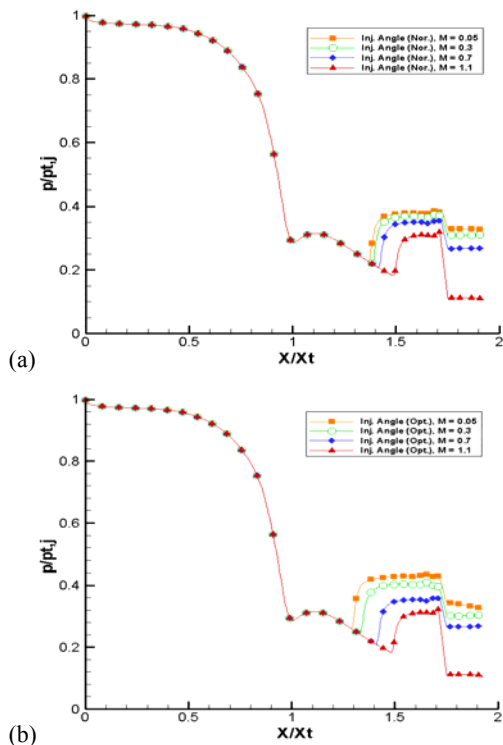 1
0.8
0.6
0.4
0.2
0
p/pt,j
Inj. Angle (Nor.), M = 0.05
Inj. Angle (Nor.), M = 0.3
Inj. Angle (Nor.), M = 0.7
Inj. Angle (Nor.), M = 1.1
0 0.5 1 1.5 2
X/Xt
(a)
1
0.8
0.6
0.4
0.2
0
p/pt,j
Inj. Angle (Opt.), M = 0.05
Inj. Angle (Opt.), M = 0.3
Inj. Angle (Opt.), M = 0.7
Inj. Angle (Opt.), M = 1.1
0 0.5 1 1.5 2
X/Xt
(b)